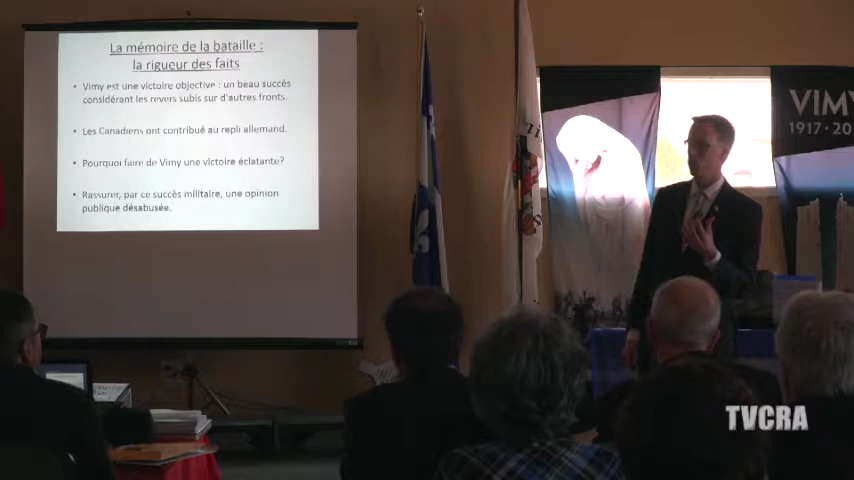 La mémoire de la bataille :
la rigueur des faits
• Vimy est une victoire objective : un beau succès
considérant les revers subis sur d'autres fronts.
• Les Canadiens ont contribué au repli allemand.
• Pourquoi faire de Vimy une victoire éclatante?
• Rassurer, par ce succès militaire, une opinion
publique désabusée.
VIMY
1917 • 20
TVCRA